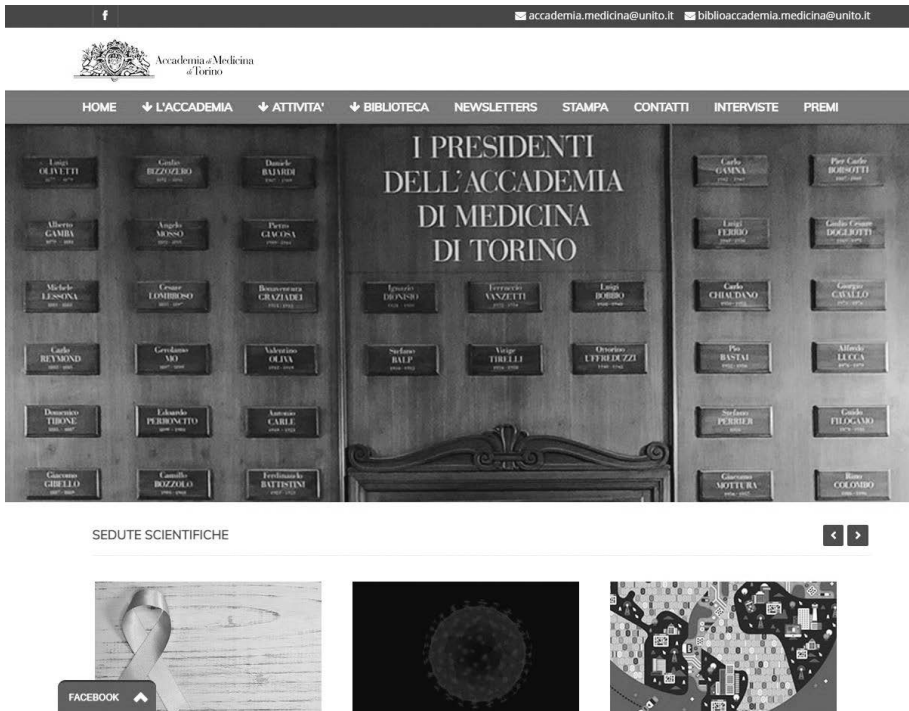 f
accademia.medicina@unito.it biblioaccademia.medicina@unito.it
Accademia di Medicina
di Torino
HOME L'ACCADEMIA ATTIVITA' BIBLIOTECA NEWSLETTERS STAMPA CONTATTI INTERVISTE PREMI
I PRESIDENTI
DELL'ACCADEMIA
DI MEDICINA
DI TORINO
Luigi
OLIVETTI
Giulio
BIZZOZERO
Daniele
BAJARDI
Carlo
GAMNA
Pier Carlo
BORSOTTI
Alberto
GAMBA
Angelo
MOSSO
Pietro
GIACOSA
Luigi
FERRIO
Giulio Cesare
DOGLIOTTI
Michele
LESSONA
Cesare
LOMBROSO
Bonaventura
GRAZIADEI
Ignazio
DIONISIO
Ferruccio
VANZETTI
Luigi
BOBBIO
Carlo
CHIAUDANO
Giorgio
CAVALLO
Carlo
REYMOND
Gerolamo
MO
Valentino
OLIVA
Stefano
BALP
Vitige
TIRELLI
Ottorino
UFFREDUZZI
Pio
BASTAI
Alfredo
LUCCA
Domenico
TIBONE
Edoardo
PERRONCITO
Antonio
CARLE
Stefano
PERRIER
Guido
FILOGAMO
Giacomo
GIBELLO
Camillo
BOZZOLO
Ferdinando
BATTISTINI
Giacomo
MOTTURA
Rino
COLOMBO
SEDUTE SCIENTIFICHE
FACEBOOK